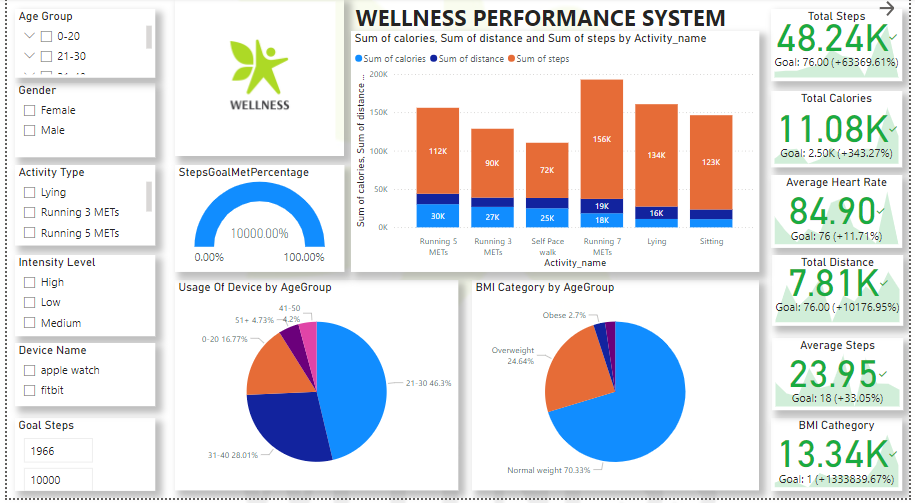 Age Group
0-20
21-30
Gender
Female
Male
Activity Type
Lying
Running 3 METs
Running 5 METs
Intensity Level
High
Low
Medium
Device Name
apple watch
fitbit
Goal Steps
1966
10000
WELLNESS
StepsGoalMetPercentage
10000.00%
0.00%
100.00%
WELLNESS PERFORMANCE SYSTEM
Sum of calories, Sum of distance and Sum of steps by Activity_name
Sum of calories
Sum of distance
Sum of steps
Sum of calories, Sum of distance ...
200K
150K
100K
50K
0K
112K
30K
90K
27K
72K
25K
156K
19K
18K
134K
16K
123K
Running 5
METs
Running 3
METs
Self Pace
walk
Running 7
METs
Lying
Sitting
Activity_name
Usage Of Device by AgeGroup
41-50
4.2%
51+ 4.73%
0-20 16.77%
21-30 46.3%
31-40 28.01%
BMI Category by AgeGroup
Obese 2.7%
Overweight
24.64%
Normal weight 70.33%
Total Steps
48.24K
Goal: 76.00 (+63369.61%)
Total Calories
11.08K
Goal: 2.50K (+343.27%)
Average Heart Rate
84.90
Goal: 76 (+11.71%)
Total Distance
7.81K
Goal: 76.00 (+10176.95%)
Average Steps
23.95
Goal: 18 (+33.05%)
BMI Cathegory
13.34K
Goal: 1 (+1333839.67%)